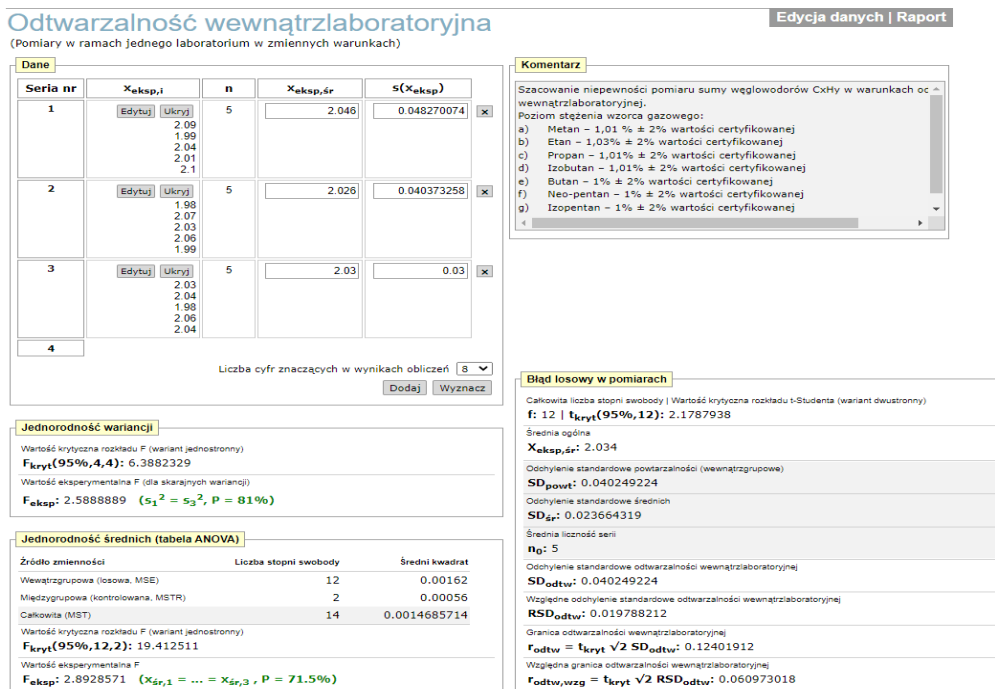 Odtwarzalność wewnątrzlaboratoryjna
Edycja danych | Raport
(Pomiary w ramach jednego laboratorium w zmiennych warunkach)
Dane
Seria nr xeksp,i n xeksp,śr s(xeksp)
1 Edytuj Ukryj 5 2.046 0.048270074 x
2.09
1.99
2.04
2.01
2.1
2 Edytuj Ukryj 5 2.026 0.040373258 x
1.98
2.07
2.03
2.06
1.99
3 Edytuj Ukryj 5 2.03 0.03 x
2.03
2.04
1.98
2.06
2.04
4
Liczba cyfr znaczących w wynikach obliczeń 8
Dodaj Wyznacz
Komentarz
Szacowanie niepewności pomiaru sumy węglowodorów CxHy w warunkach oc
wewnątrzlaboratoryjnej.
Poziom stężenia wzorca gazowego:
a) Metan – 1,01 % ± 2% wartości certyfikowanej
b) Etan – 1,03% ± 2% wartości certyfikowanej
c) Propan – 1,01% ± 2% wartości certyfikowanej
d) Izobutan – 1,01% ± 2% wartości certyfikowanej
e) Butan – 1% ± 2% wartości certyfikowanej
f) Neo-pentan – 1% ± 2% wartości certyfikowanej
g) Izopentan – 1% ± 2% wartości certyfikowanej
Jednorodność wariancji
Wartość krytyczna rozkładu F (wariant jednostronny)
Fkryt(95%,4,4): 6.3882329
Wartość eksperymentalna F (dla skarajnych wariancji)
Feksp: 2.5888889 (s1² = s3², P = 81%)
Jednorodność średnich (tabela ANOVA)
Źródło zmienności Liczba stopni swobody Średni kwadrat
Wewątrzgrupowa (losowa, MSE) 12 0.00162
Międzygrupowa (kontrolowana, MSTR) 2 0.00056
Całkowita (MST) 14 0.0014685714
Wartość krytyczna rozkładu F (wariant jednostronny)
Fkryt(95%,12,2): 19.412511
Wartość eksperymentalna F
Feksp: 2.8928571 (xśr,1 = ... = xśr,3 , P = 71.5%)
Błąd losowy w pomiarach
Całkowita liczba stopni swobody | Wartość krytyczna rozkładu t-Studenta (wariant dwustronny)
f: 12 | tkryt(95%,12): 2.1787938
Średnia ogólna
Xeksp,śr: 2.034
Odchylenie standardowe powtarzalności (wewnątrzgrupowe)
SDpowt: 0.040249224
Odchylenie standardowe średnich
SDśr: 0.023664319
Średnia liczność serii
n0: 5
Odchylenie standardowe odtwarzalności wewnątrzlaboratoryjnej
SDodtw: 0.040249224
Względne odchylenie standardowe odtwarzalności wewnątrzlaboratoryjnej
RSDodtw: 0.019788212
Granica odtwarzalności wewnątrzlaboratoryjnej
rodtw = tkryt √2 SDodtw: 0.12401912
Względna granica odtwarzalności wewnątrzlaboratoryjnej
rodtw,wzg = tkryt √2 RSDodtw: 0.060973018